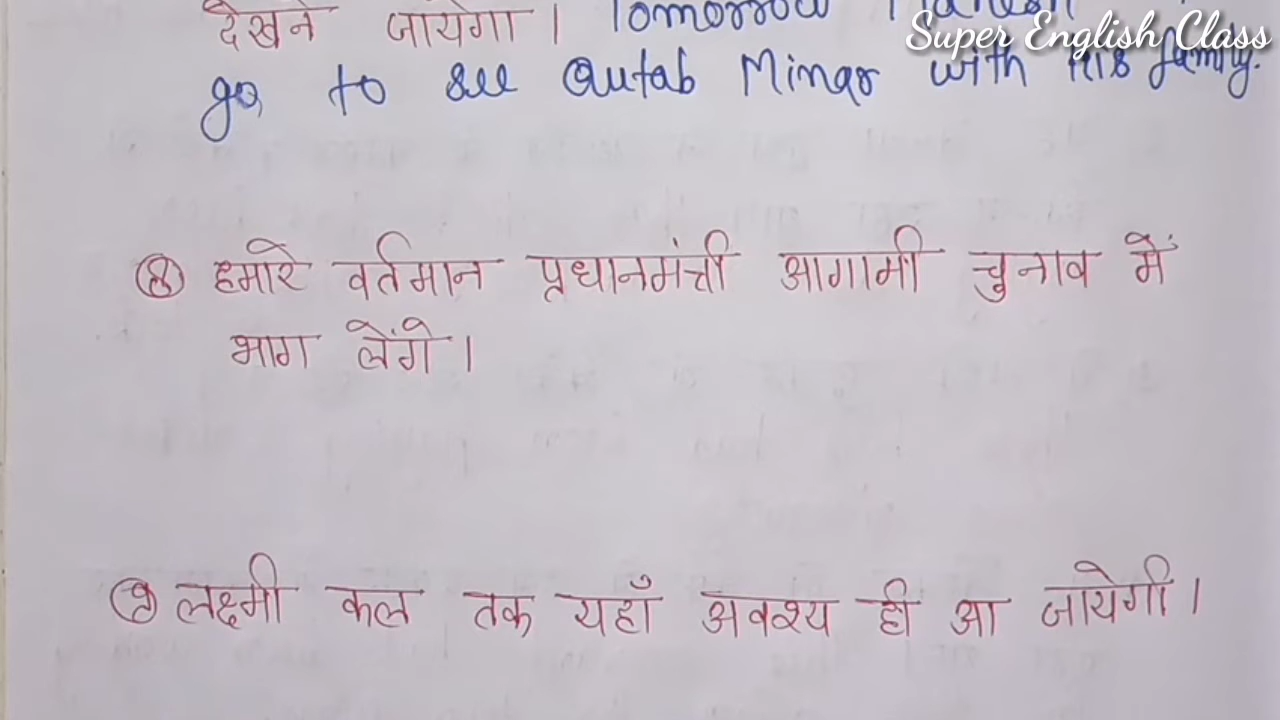 देखने जायेगा। Tomorrow
Super English Class
go to see Qutab Minar with his family.
(8) हमारे वर्तमान प्रधानमंत्री आगामी चुनाव में
भाग लेंगे।
(9) लक्ष्मी कल तक यहाँ अवश्य ही आ जायेगी।